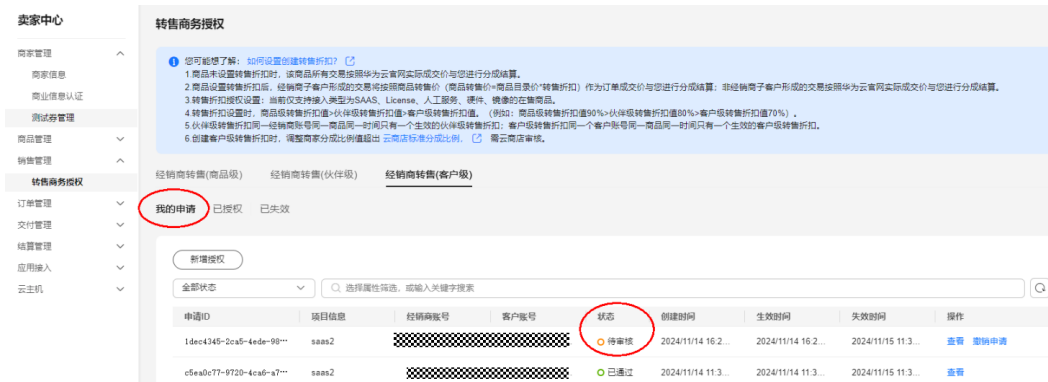 卖家中心
商家管理
商家信息
商业信息认证
测试券管理
商品管理
销售管理
转售商务授权
订单管理
交付管理
结算管理
应用接入
云主机
转售商务授权
您可能想了解： 如何设置创建转售折扣？
1.商品未设置转售折扣时，该商品所有交易按照华为云官网实际成交价与您进行分成结算。
2.商品设置转售折扣后，经销商子客户形成的交易将按照商品转售价（商品转售价=商品目录价*转售折扣）作为订单成交价与您进行分成结算；非经销商子客户形成的交易按照华为云官网实际成交价与您进行分成结算。
3.转售折扣授权设置：当前仅支持接入类型为SAAS、License、人工服务、硬件、镜像的在售商品。
4.转售折扣设置时，商品级转售折扣值>伙伴级转售折扣值>客户级转售折扣值。（例如：商品级转售折扣值90%>伙伴级转售折扣值80%>客户级转售折扣值70%）。
5.伙伴级转售折扣同一经销商账号同一商品同一时间只有一个生效的伙伴级转售折扣；客户级转售折扣同一个客户账号同一商品同一时间只有一个生效的客户级转售折扣。
6.创建客户级转售折扣时，调整商家分成比例值超出 云商店标准分成比例， 需云商店审核。
经销商转售(商品级) 经销商转售(伙伴级) 经销商转售(客户级)
我的申请 已授权 已失效
新增授权
全部状态 选择属性筛选，或输入关键字搜索
申请ID 项目信息 经销商账号 客户账号 状态 创建时间 生效时间 失效时间 操作
1dec4345-2ca5-4ede-98··· saas2 待审核 2024/11/14 16:2... 2024/11/14 16:2... 2024/11/15 11:3... 查看 撤销申请
c5ea0c77-9720-4ca6-a7··· saas2 已通过 2024/11/14 11:3... 2024/11/14 11:3... 2024/11/15 11:3... 查看